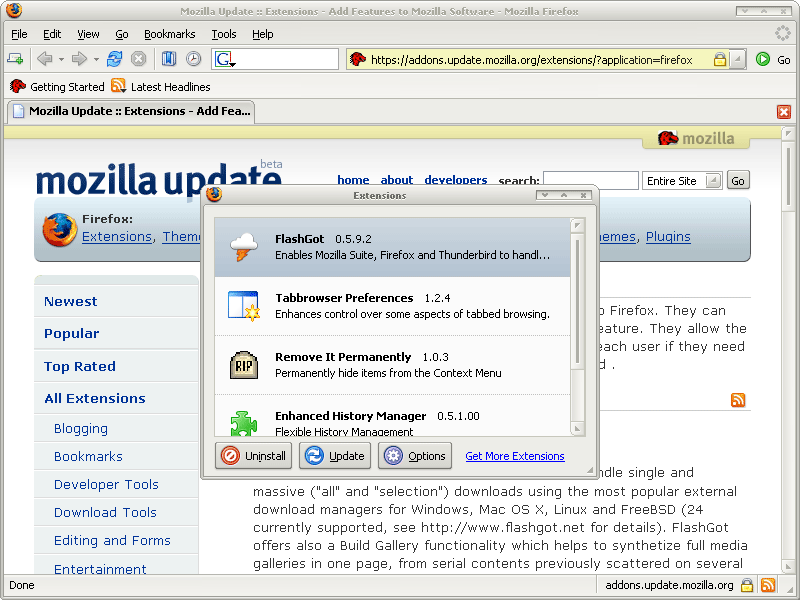 Mozilla Update :: Extensions - Add Features to Mozilla Software - Mozilla Firefox
File Edit View Go Bookmarks Tools Help
G https://addons.update.mozilla.org/extensions/?application=firefox Go
Getting Started Latest Headlines
Mozilla Update :: Extensions - Add Fea...
mozilla
mozilla update beta
home about developers search: Entire Site Go
Firefox:
Extensions, Themes, Plugins
Newest
Popular
Top Rated
All Extensions
Blogging
Bookmarks
Developer Tools
Download Tools
Editing and Forms
Entertainment
Extensions
FlashGot 0.5.9.2
Enables Mozilla Suite, Firefox and Thunderbird to handl...
Tabbrowser Preferences 1.2.4
Enhances control over some aspects of tabbed browsing.
RIP
Remove It Permanently 1.0.3
Permanently hide items from the Context Menu
Enhanced History Manager 0.5.1.00
Flexible History Management
Uninstall Update Options Get More Extensions
Firefox. They can
eature. They allow the
each user if they need
d .
ndle single and
massive ("all" and "selection") downloads using the most popular external
download managers for Windows, Mac OS X, Linux and FreeBSD (24
currently supported, see http://www.flashgot.net for details). FlashGot
offers also a Build Gallery functionality which helps to synthetize full media
galleries in one page, from serial contents previously scattered on several
Done addons.update.mozilla.org